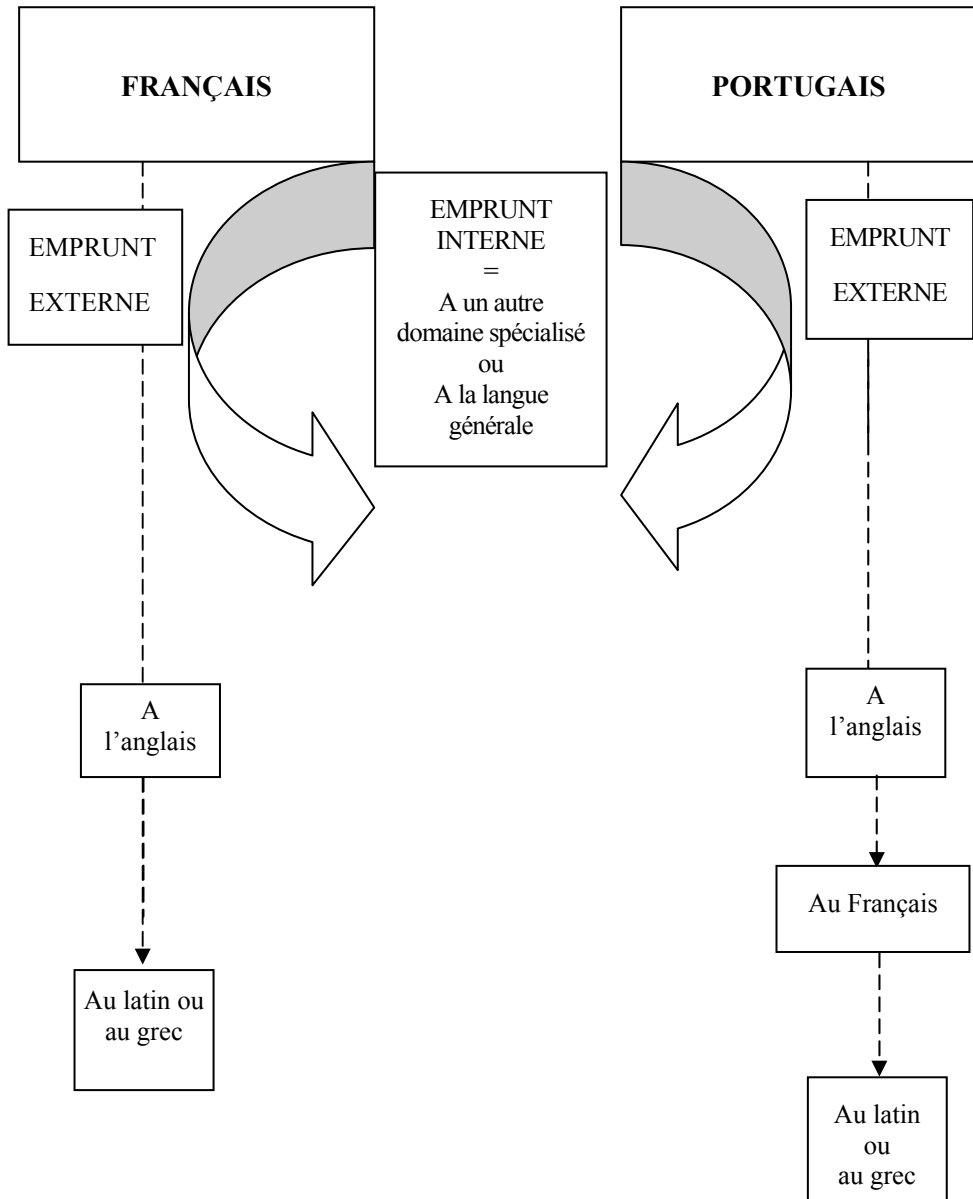 FRANÇAIS
PORTUGAIS
EMPRUNT
EXTERNE
EMPRUNT
INTERNE
=
A un autre
domaine spécialisé
ou
A la langue
générale
EMPRUNT
EXTERNE
A
l’anglais
A
l’anglais
Au Français
Au latin ou
au grec
Au latin
ou
au grec